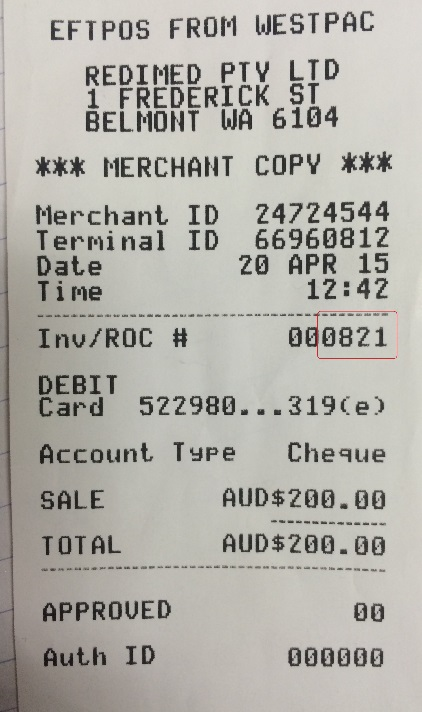 EFTPOS FROM WESTPAC
REDIMED PTY LTD
1 FREDERICK ST
BELMONT WA 6104
*** MERCHANT COPY ***
Merchant ID 24724544
Terminal ID 66960812
Date 20 APR 15
Time 12:42
Inv/ROC # 000821
DEBIT
Card 522980...319(e)
Account Type Cheque
SALE AUD$200.00
TOTAL AUD$200.00
APPROVED 00
Auth ID 000000